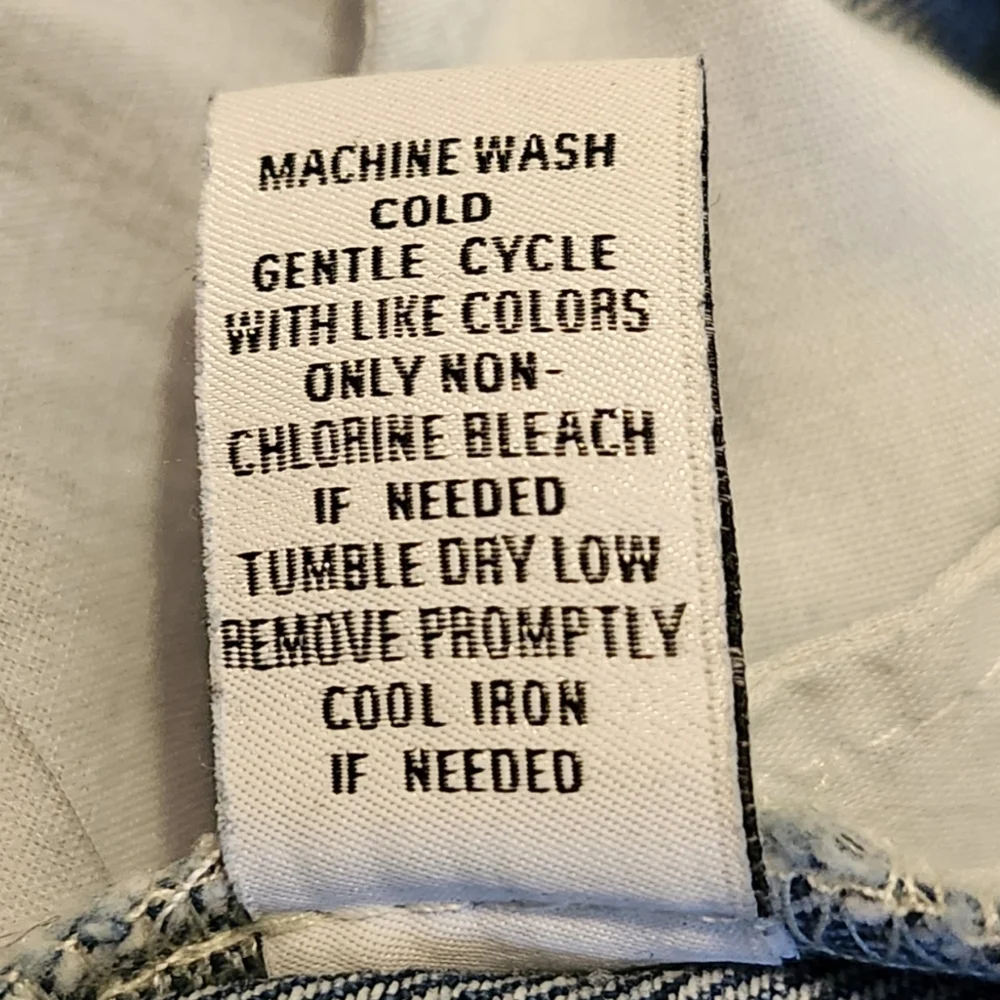 MACHINE WASH
COLD
GENTLE CYCLE
WITH LIKE COLORS
ONLY NON-
CHLORINE BLEACH
IF NEEDED
TUMBLE DRY LOW
REMOVE PROMPTLY
COOL IRON
IF NEEDED